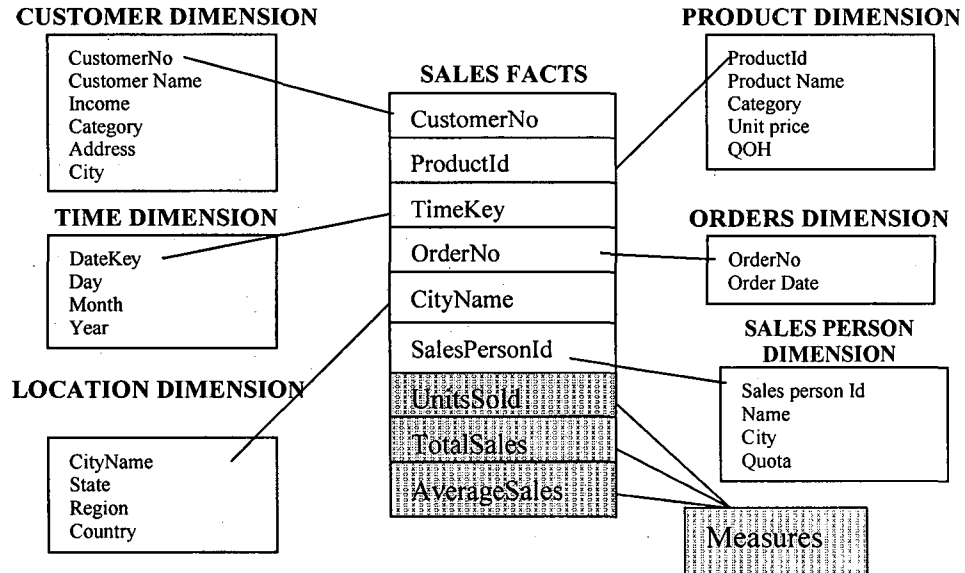 CUSTOMER DIMENSION
CustomerNo
Customer Name
Income
Category
Address
City
TIME DIMENSION
DateKey
Day
Month
Year
LOCATION DIMENSION
CityName
State
Region
Country
SALES FACTS
CustomerNo
ProductId
TimeKey
OrderNo
CityName
SalesPersonId
UnitsSold
TotalSales
AverageSales
PRODUCT DIMENSION
ProductId
Product Name
Category
Unit price
QOH
ORDERS DIMENSION
OrderNo
Order Date
SALES PERSON
DIMENSION
Sales person Id
Name
City
Quota
Measures